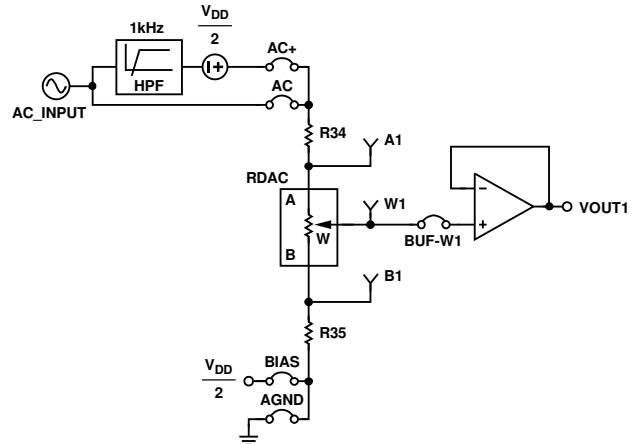 1kHz
VDD
2
HPF
AC+
AC
AC_INPUT
R34
A1
RDAC
A
W
B
W1
BUF-W1
−
+
VOUT1
B1
R35
VDD
2
BIAS
AGND